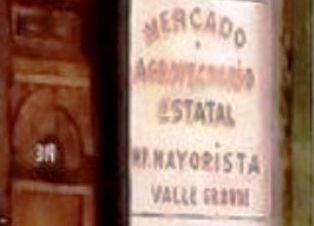 MERCADO
AGROPECUARIO
ESTATAL
MAYORISTA
VALLE GRANDE